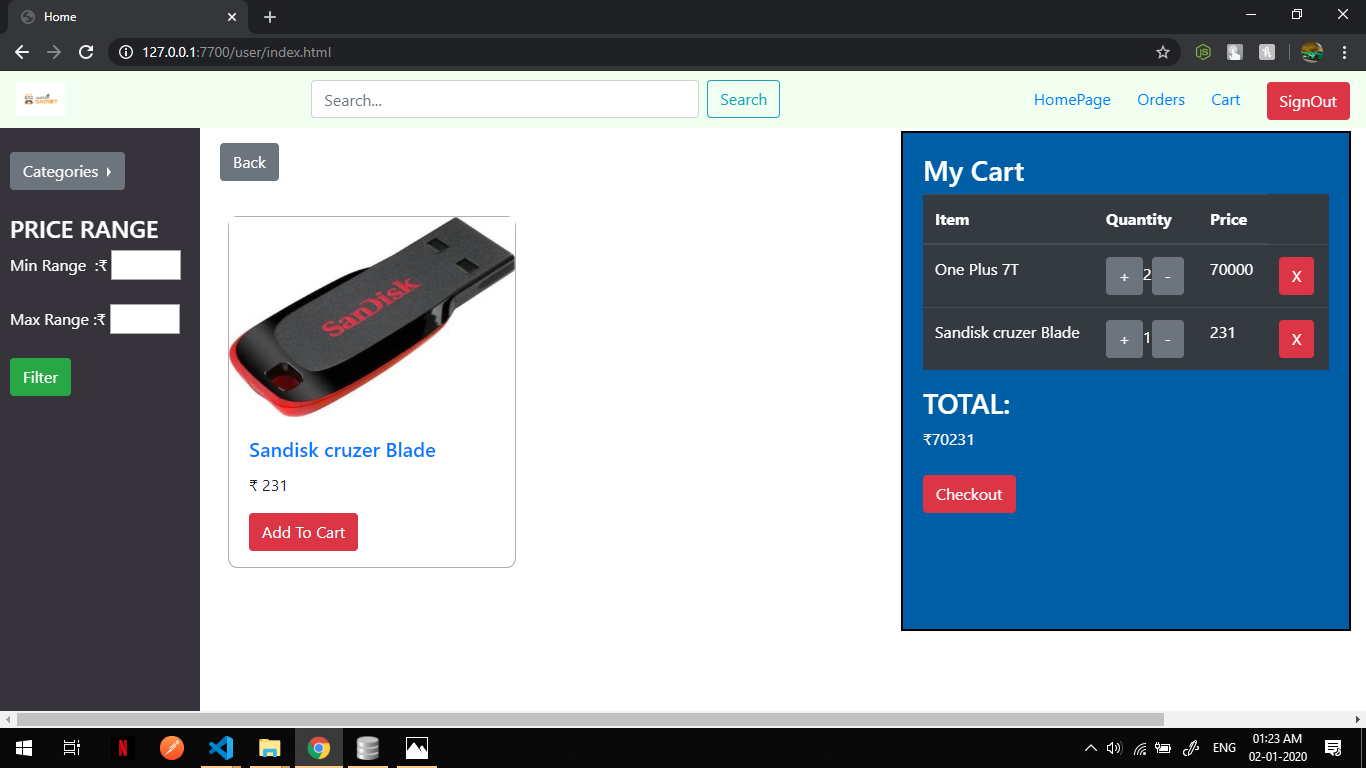 Home
127.0.0.1:7700/user/index.html
GADGET
Search...
Search
HomePage
Orders
Cart
SignOut
Categories
PRICE RANGE
Min Range :₹
Max Range :₹
Filter
Back
SanDisk
Sandisk cruzer Blade
₹ 231
Add To Cart
My Cart
Item Quantity Price
One Plus 7T + 2 - 70000 X
Sandisk cruzer Blade + 1 - 231 X
TOTAL:
₹70231
Checkout
ENG
01:23 AM
02-01-2020